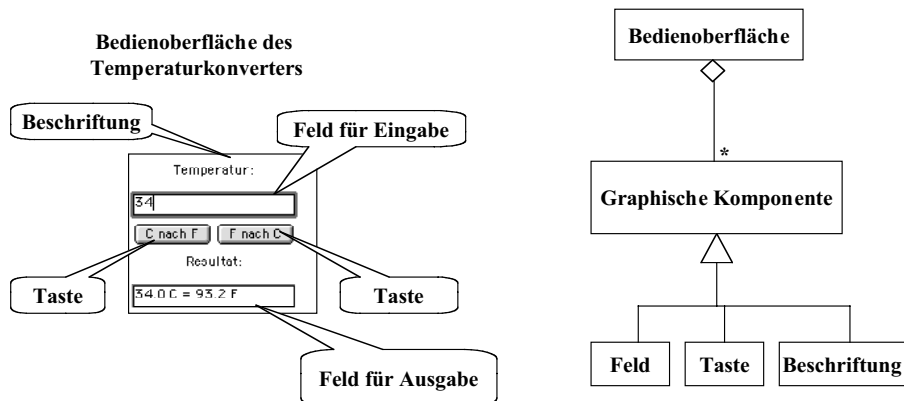 Bedienoberfläche des
Temperaturkonverters
Beschriftung
Feld für Eingabe
Temperatur:
34
C nach F
F nach C
Resultat:
Taste
Taste
34.0 C = 93.2 F
Feld für Ausgabe
Bedienoberfläche
*
Graphische Komponente
Feld
Taste
Beschriftung